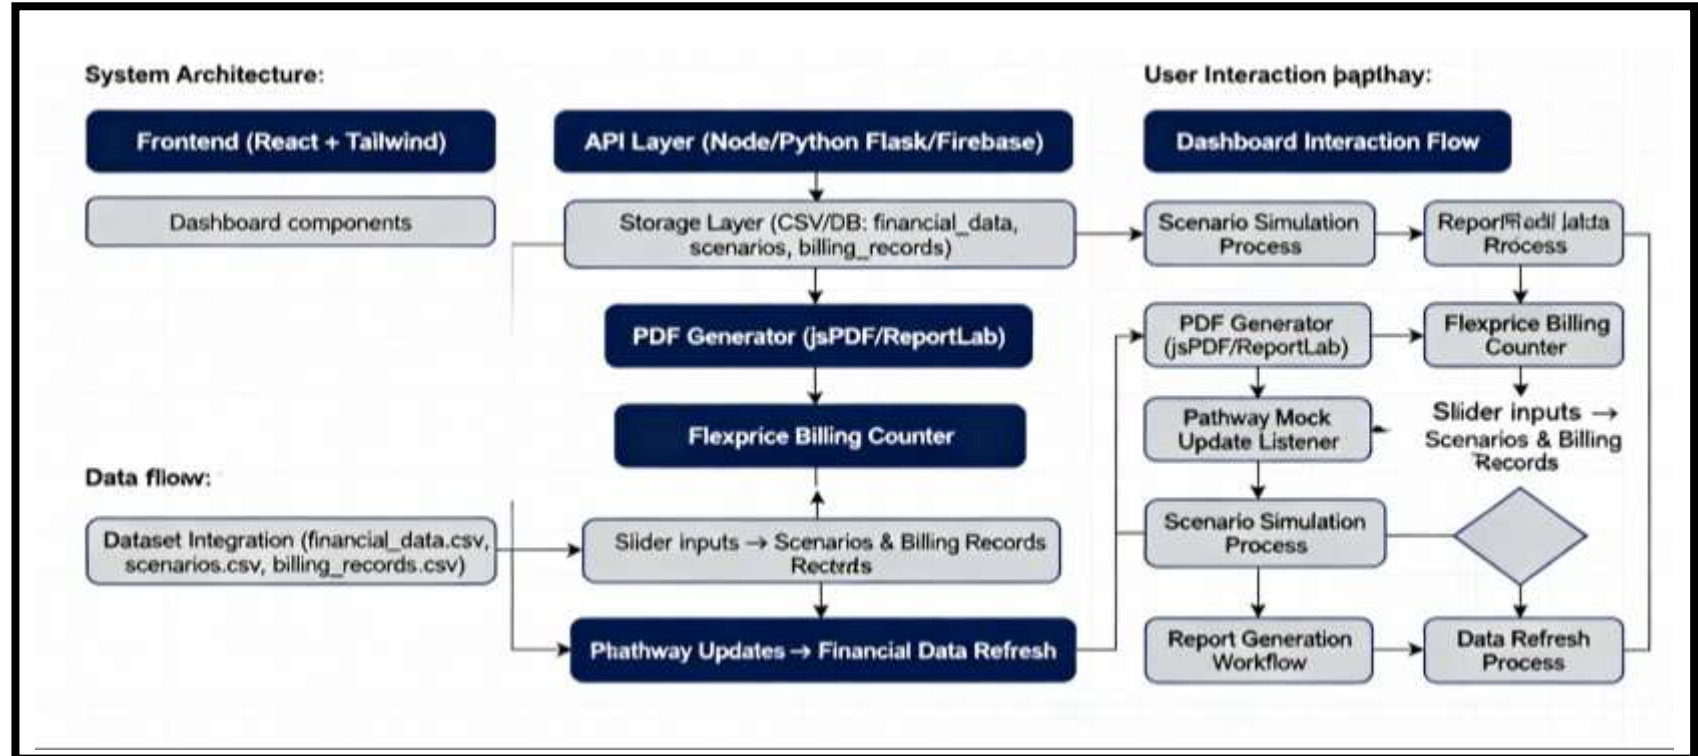 System Architecture:
Frontend (React + Tailwind)
Dashboard components
API Layer (Node/Python Flask/Firebase)
Storage Layer (CSV/DB: financial_data,
scenarios, billing_records)
PDF Generator (jsPDF/ReportLab)
Flexprice Billing Counter
Data fliow:
Dataset Integration (financial_data.csv,
scenarios.csv, billing_records.csv)
Slider inputs → Scenarios & Billing Records
Phathway Updates → Financial Data Refresh
User Interaction þapthay:
Dashboard Interaction Flow
Scenario Simulation
Process
Rrocess
PDF Generator
(jsPDF/ReportLab)
Flexprice Billing
Counter
Pathway Mock
Update Listener
Sliider inputs →
Scenarios & Billing
Records
Scenario Simulation
Process
Report Generation
Workflow
Data Refresh
Process